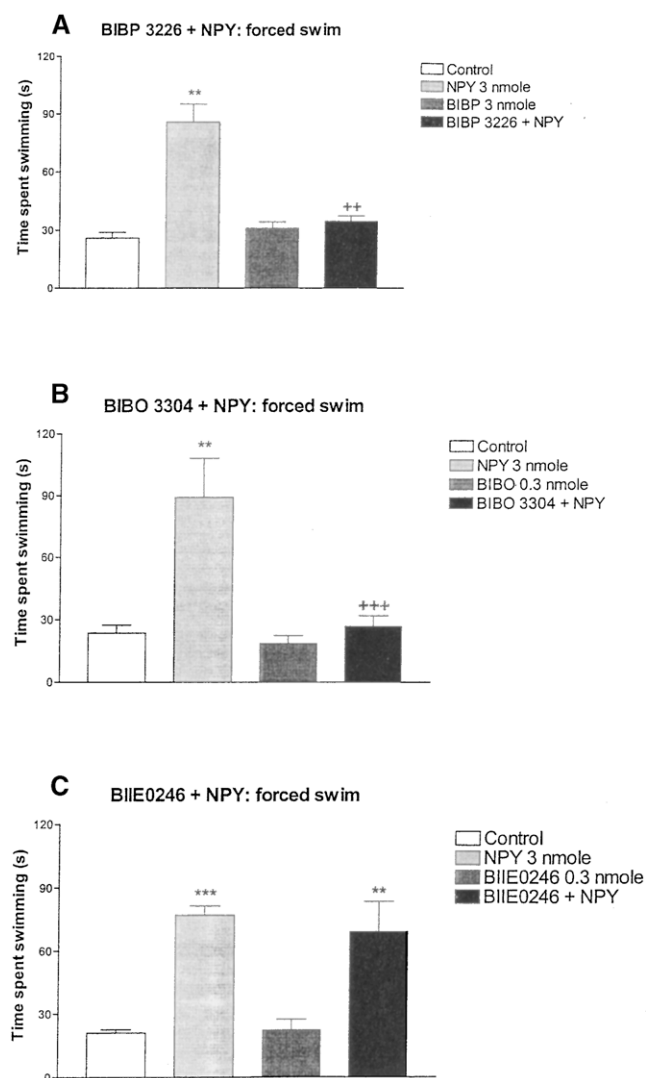 A
BIBP 3226 + NPY: forced swim
Time spent swimming (s)
120
90
60
30
0
**
++
Control
NPY 3 nmole
BIBP 3 nmole
BIBP 3226 + NPY
B
BIBO 3304 + NPY: forced swim
Time spent swimming (s)
120
90
60
30
0
**
+++
Control
NPY 3 nmole
BIBO 0.3 nmole
BIBO 3304 + NPY
C
BIIE0246 + NPY: forced swim
Time spent swimming (s)
120
90
60
30
0
***
**
Control
NPY 3 nmole
BIIE0246 0.3 nmole
BIIE0246 + NPY